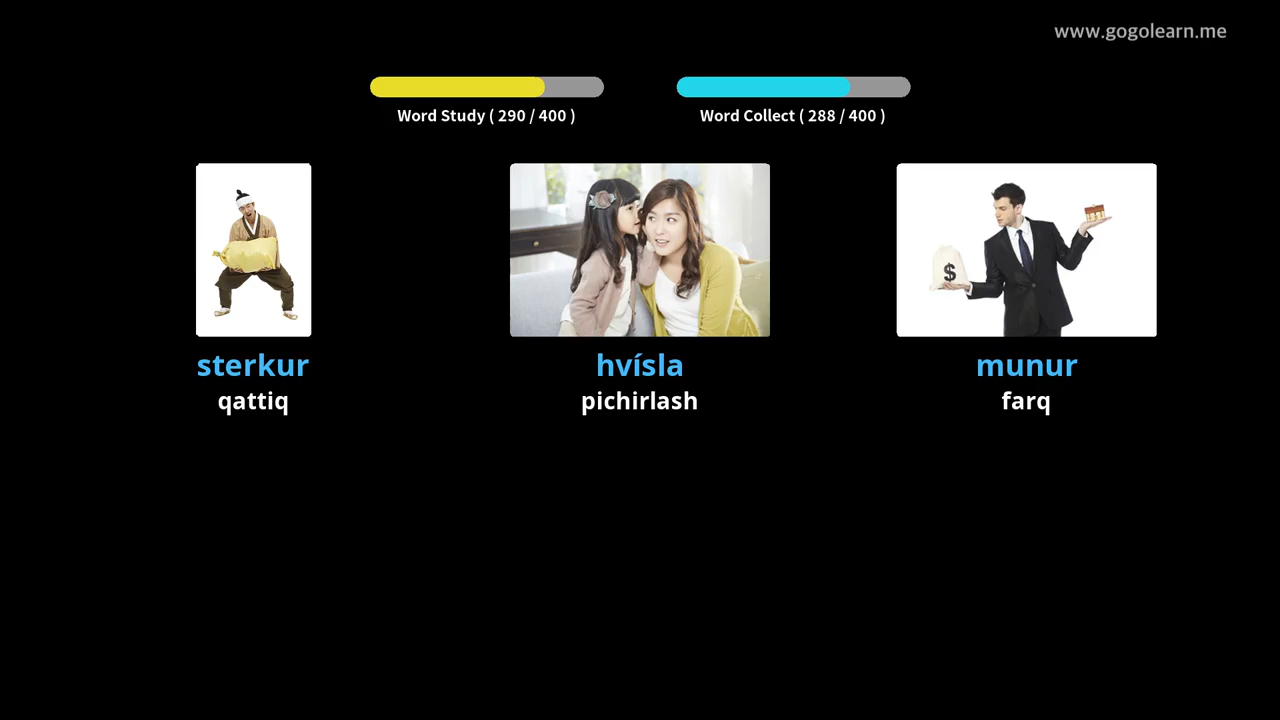 www.gogolearn.me
Word Study ( 290 / 400 )
Word Collect ( 288 / 400 )
$
sterkur
hvísla
munur
qattiq
pichirlash
farq